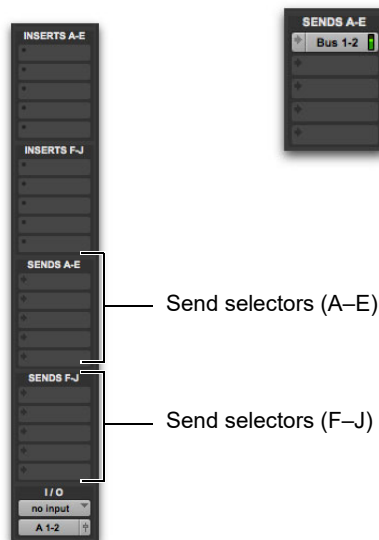 INSERTS A-E
INSERTS F-J
SENDS A-E
SENDS F-J
I / O
no input
A 1-2
Send selectors (A–E)
Send selectors (F–J)
SENDS A-E
Bus 1-2